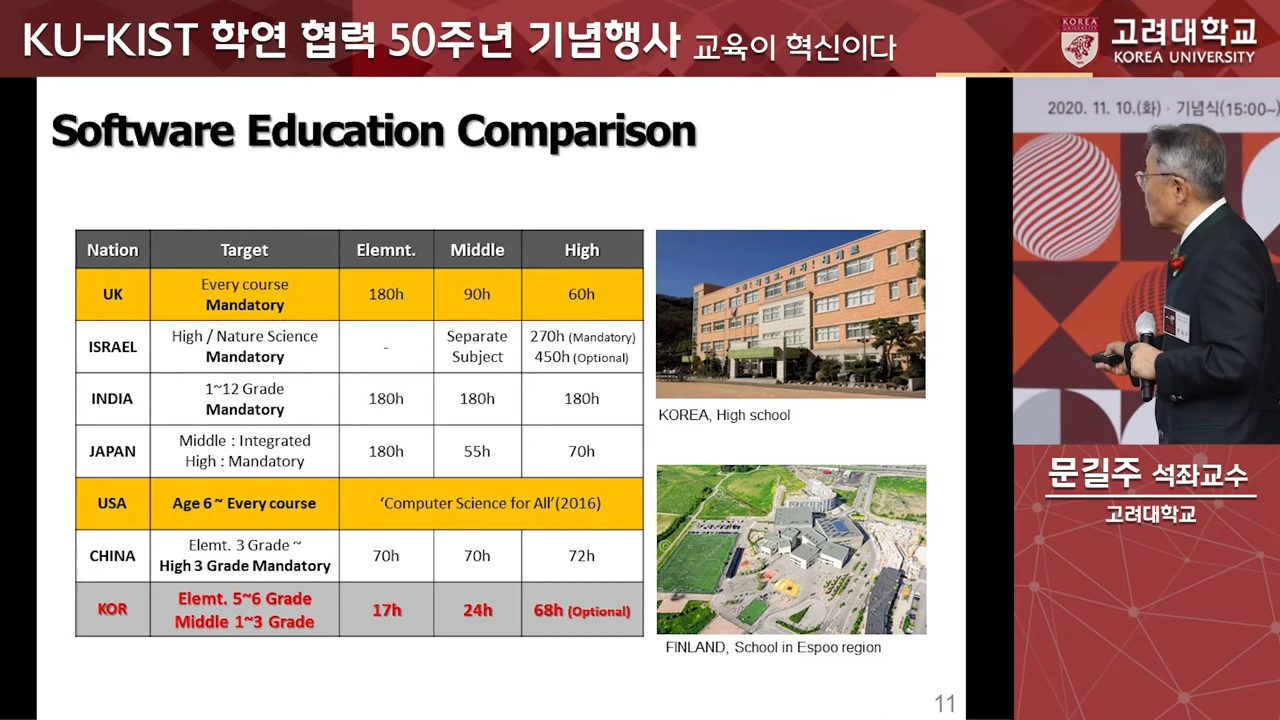 KU-KIST 학연 협력 50주년 기념행사 교육이 혁신이다
KOREA
고려대학교
KOREA UNIVERSITY
Software Education Comparison
2020. 11. 10.(화) · 기념식(15:00~)
Nation Target Elemnt. Middle High
UK Every course Mandatory 180h 90h 60h
ISRAEL High / Nature Science Mandatory - Separate Subject 270h (Mandatory) 450h (Optional)
INDIA 1~12 Grade Mandatory 180h 180h 180h
JAPAN Middle : Integrated High : Mandatory 180h 55h 70h
USA Age 6 ~ Every course ‘Computer Science for All’(2016)
CHINA Elemt. 3 Grade ~ High 3 Grade Mandatory 70h 70h 72h
KOR Elemt. 5~6 Grade Middle 1~3 Grade 17h 24h 68h (Optional)
KOREA, High school
FINLAND, School in Espoo region
11
문길주 석좌교수
고려대학교